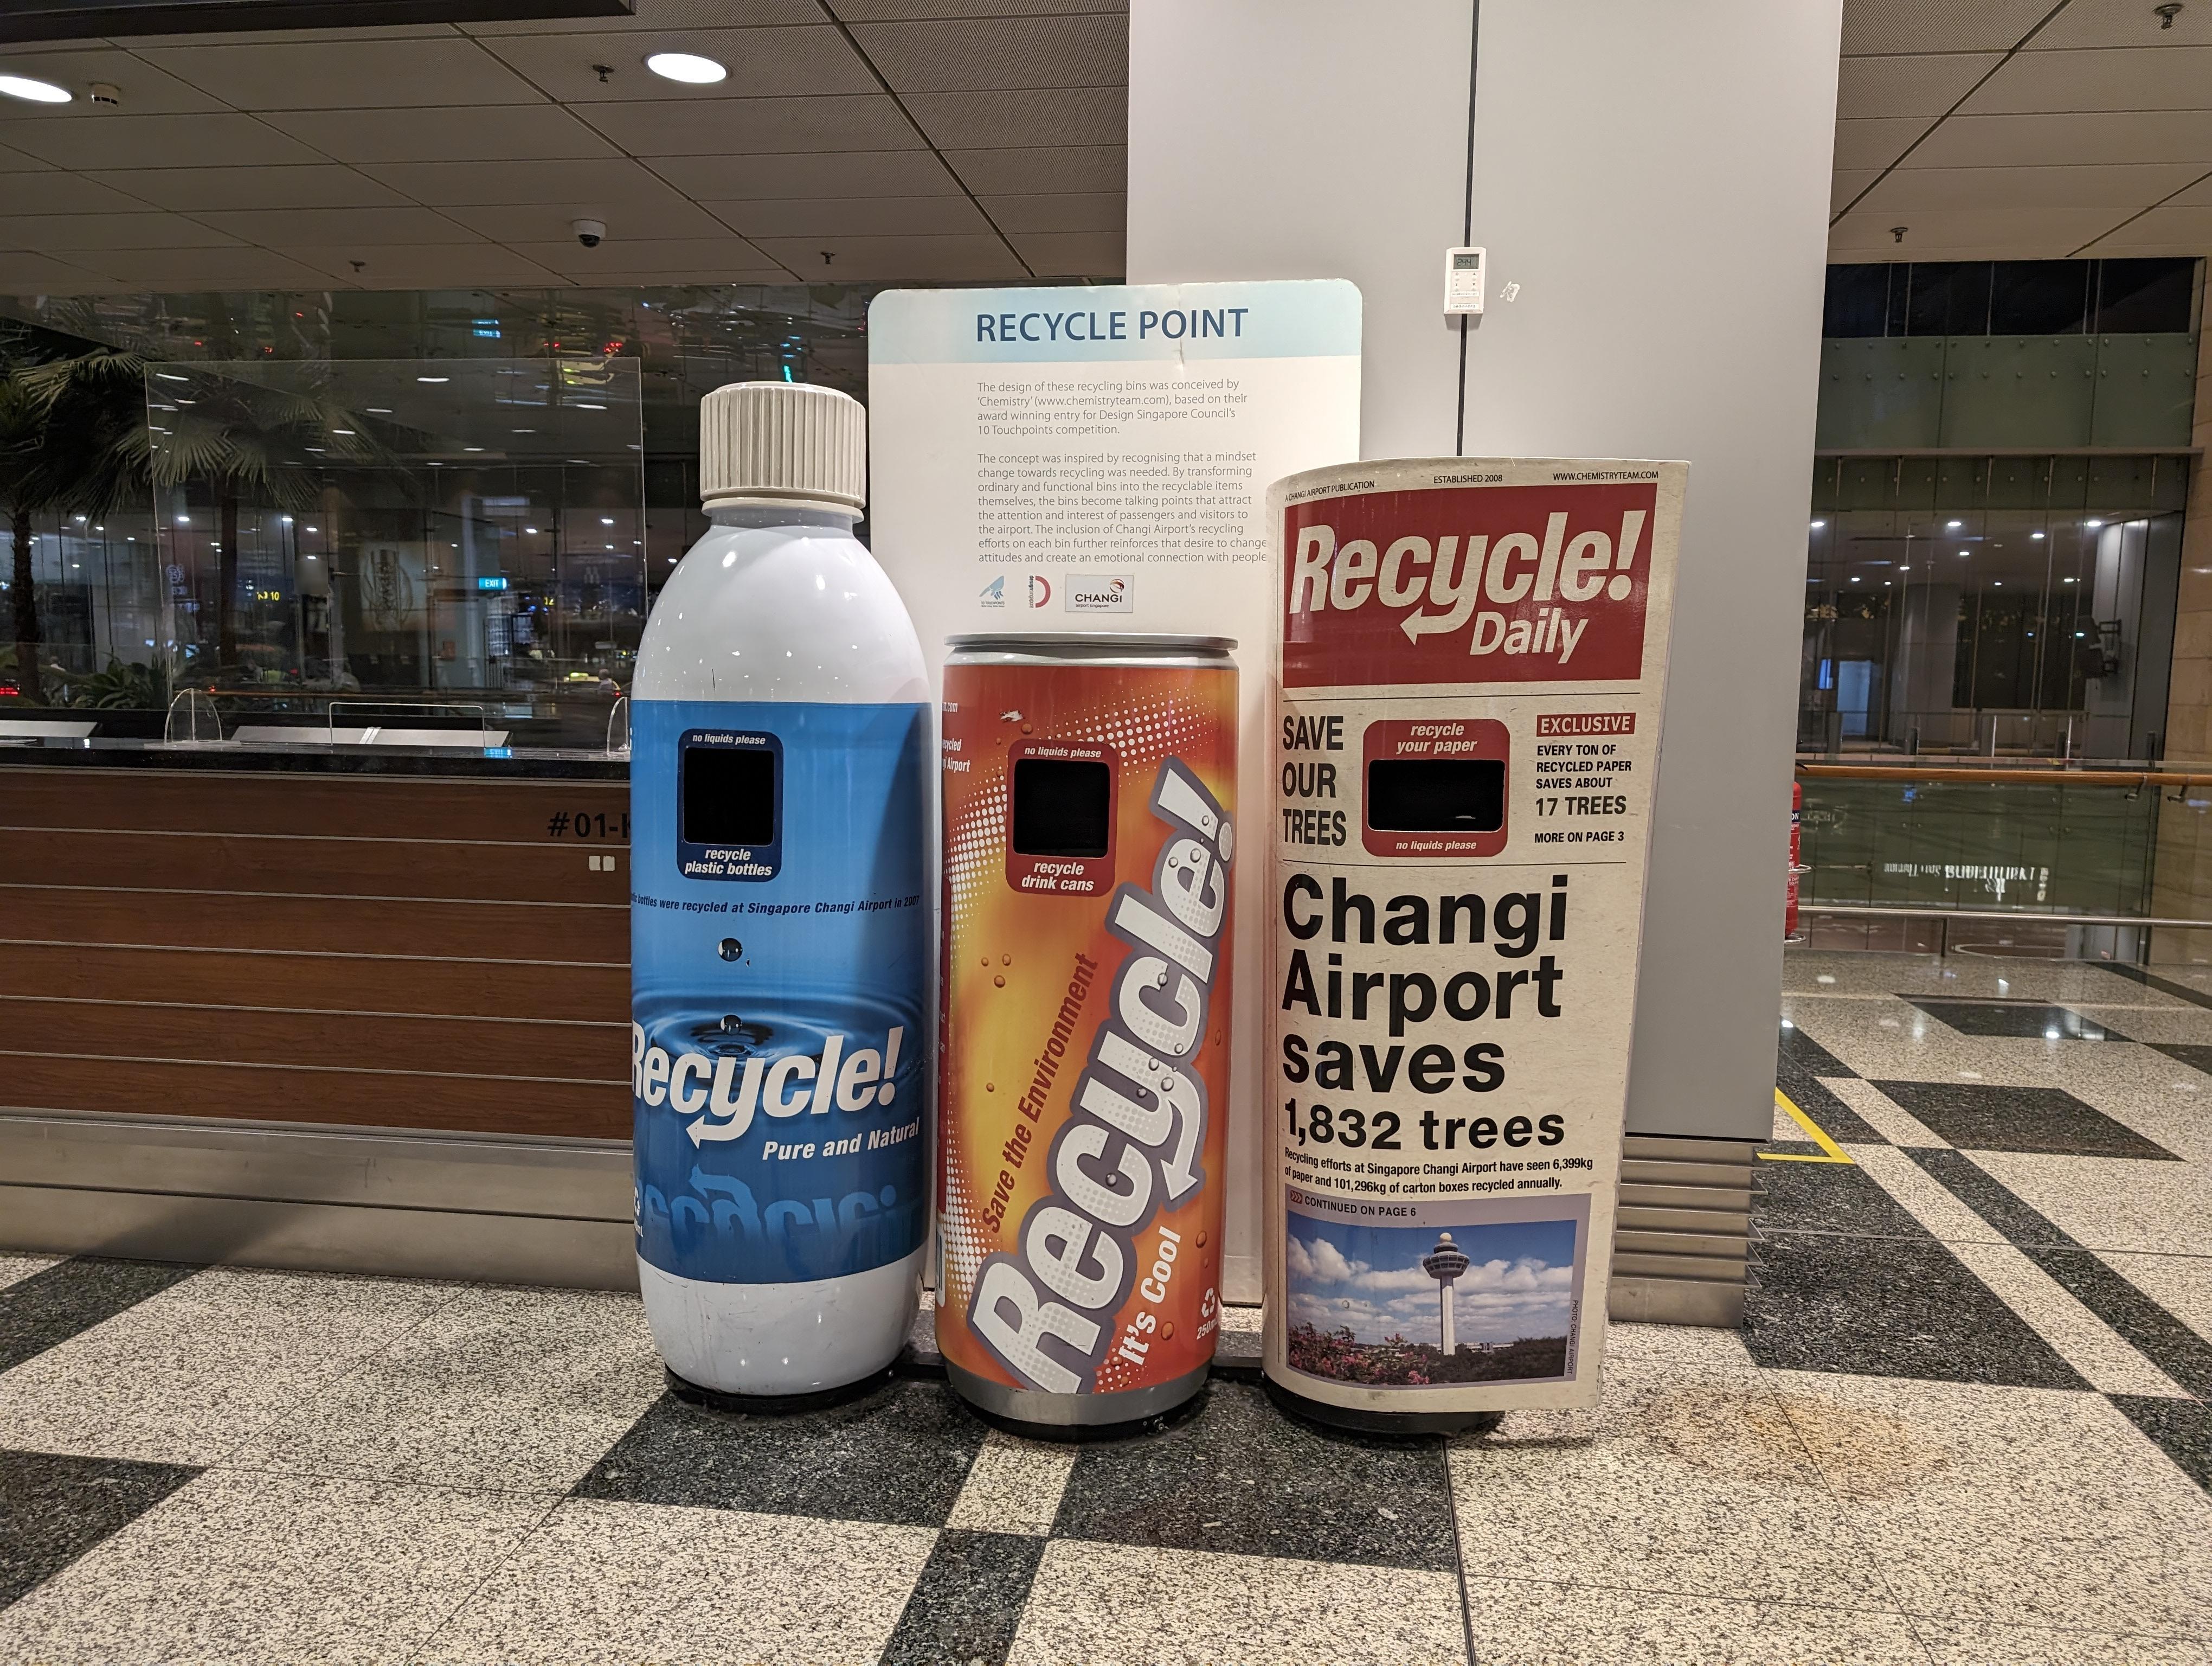 RECYCLE POINT
The design of these recycling bins was conceived by
'Chemistry' (www.chemistryteam.com), based on their
award winning entry for Design Singapore Council's
10 Touchpoints competition.
The concept was inspired by recognising that a mindset
change towards recycling was needed. By transforming
ordinary and functional bins into the recyclable items
themselves, the bins become talking points that attract
the attention and interest of passengers and visitors to
the airport. The inclusion of Changi Airport's recycling
efforts on each bin further reinforces that desire to change
attitudes and create an emotional connection with people
CHANGI
airport singapore
EXIT
#01-
no liquids please
recycle
plastic bottles
bottles were recycled at Singapore Changi Airport in 2007
Recycle!
Pure and Natural
Airport
no liquids please
recycle
drink cans
Save the Environment
Recycle!
It's Cool
A CHANGI AIRPORT PUBLICATION
ESTABLISHED 2008
WWW.CHEMISTRYTEAM.COM
Recycle!
Daily
SAVE
OUR
TREES
recycle
your paper
no liquids please
EXCLUSIVE
EVERY TON OF
RECYCLED PAPER
SAVES ABOUT
17 TREES
MORE ON PAGE 3
Changi
Airport
saves
1,832 trees
Recycling efforts at Singapore Changi Airport have seen 6,399kg
of paper and 101,296kg of carton boxes recycled annually.
>>> CONTINUED ON PAGE 6
PHOTO: CHANGI AIRPORT